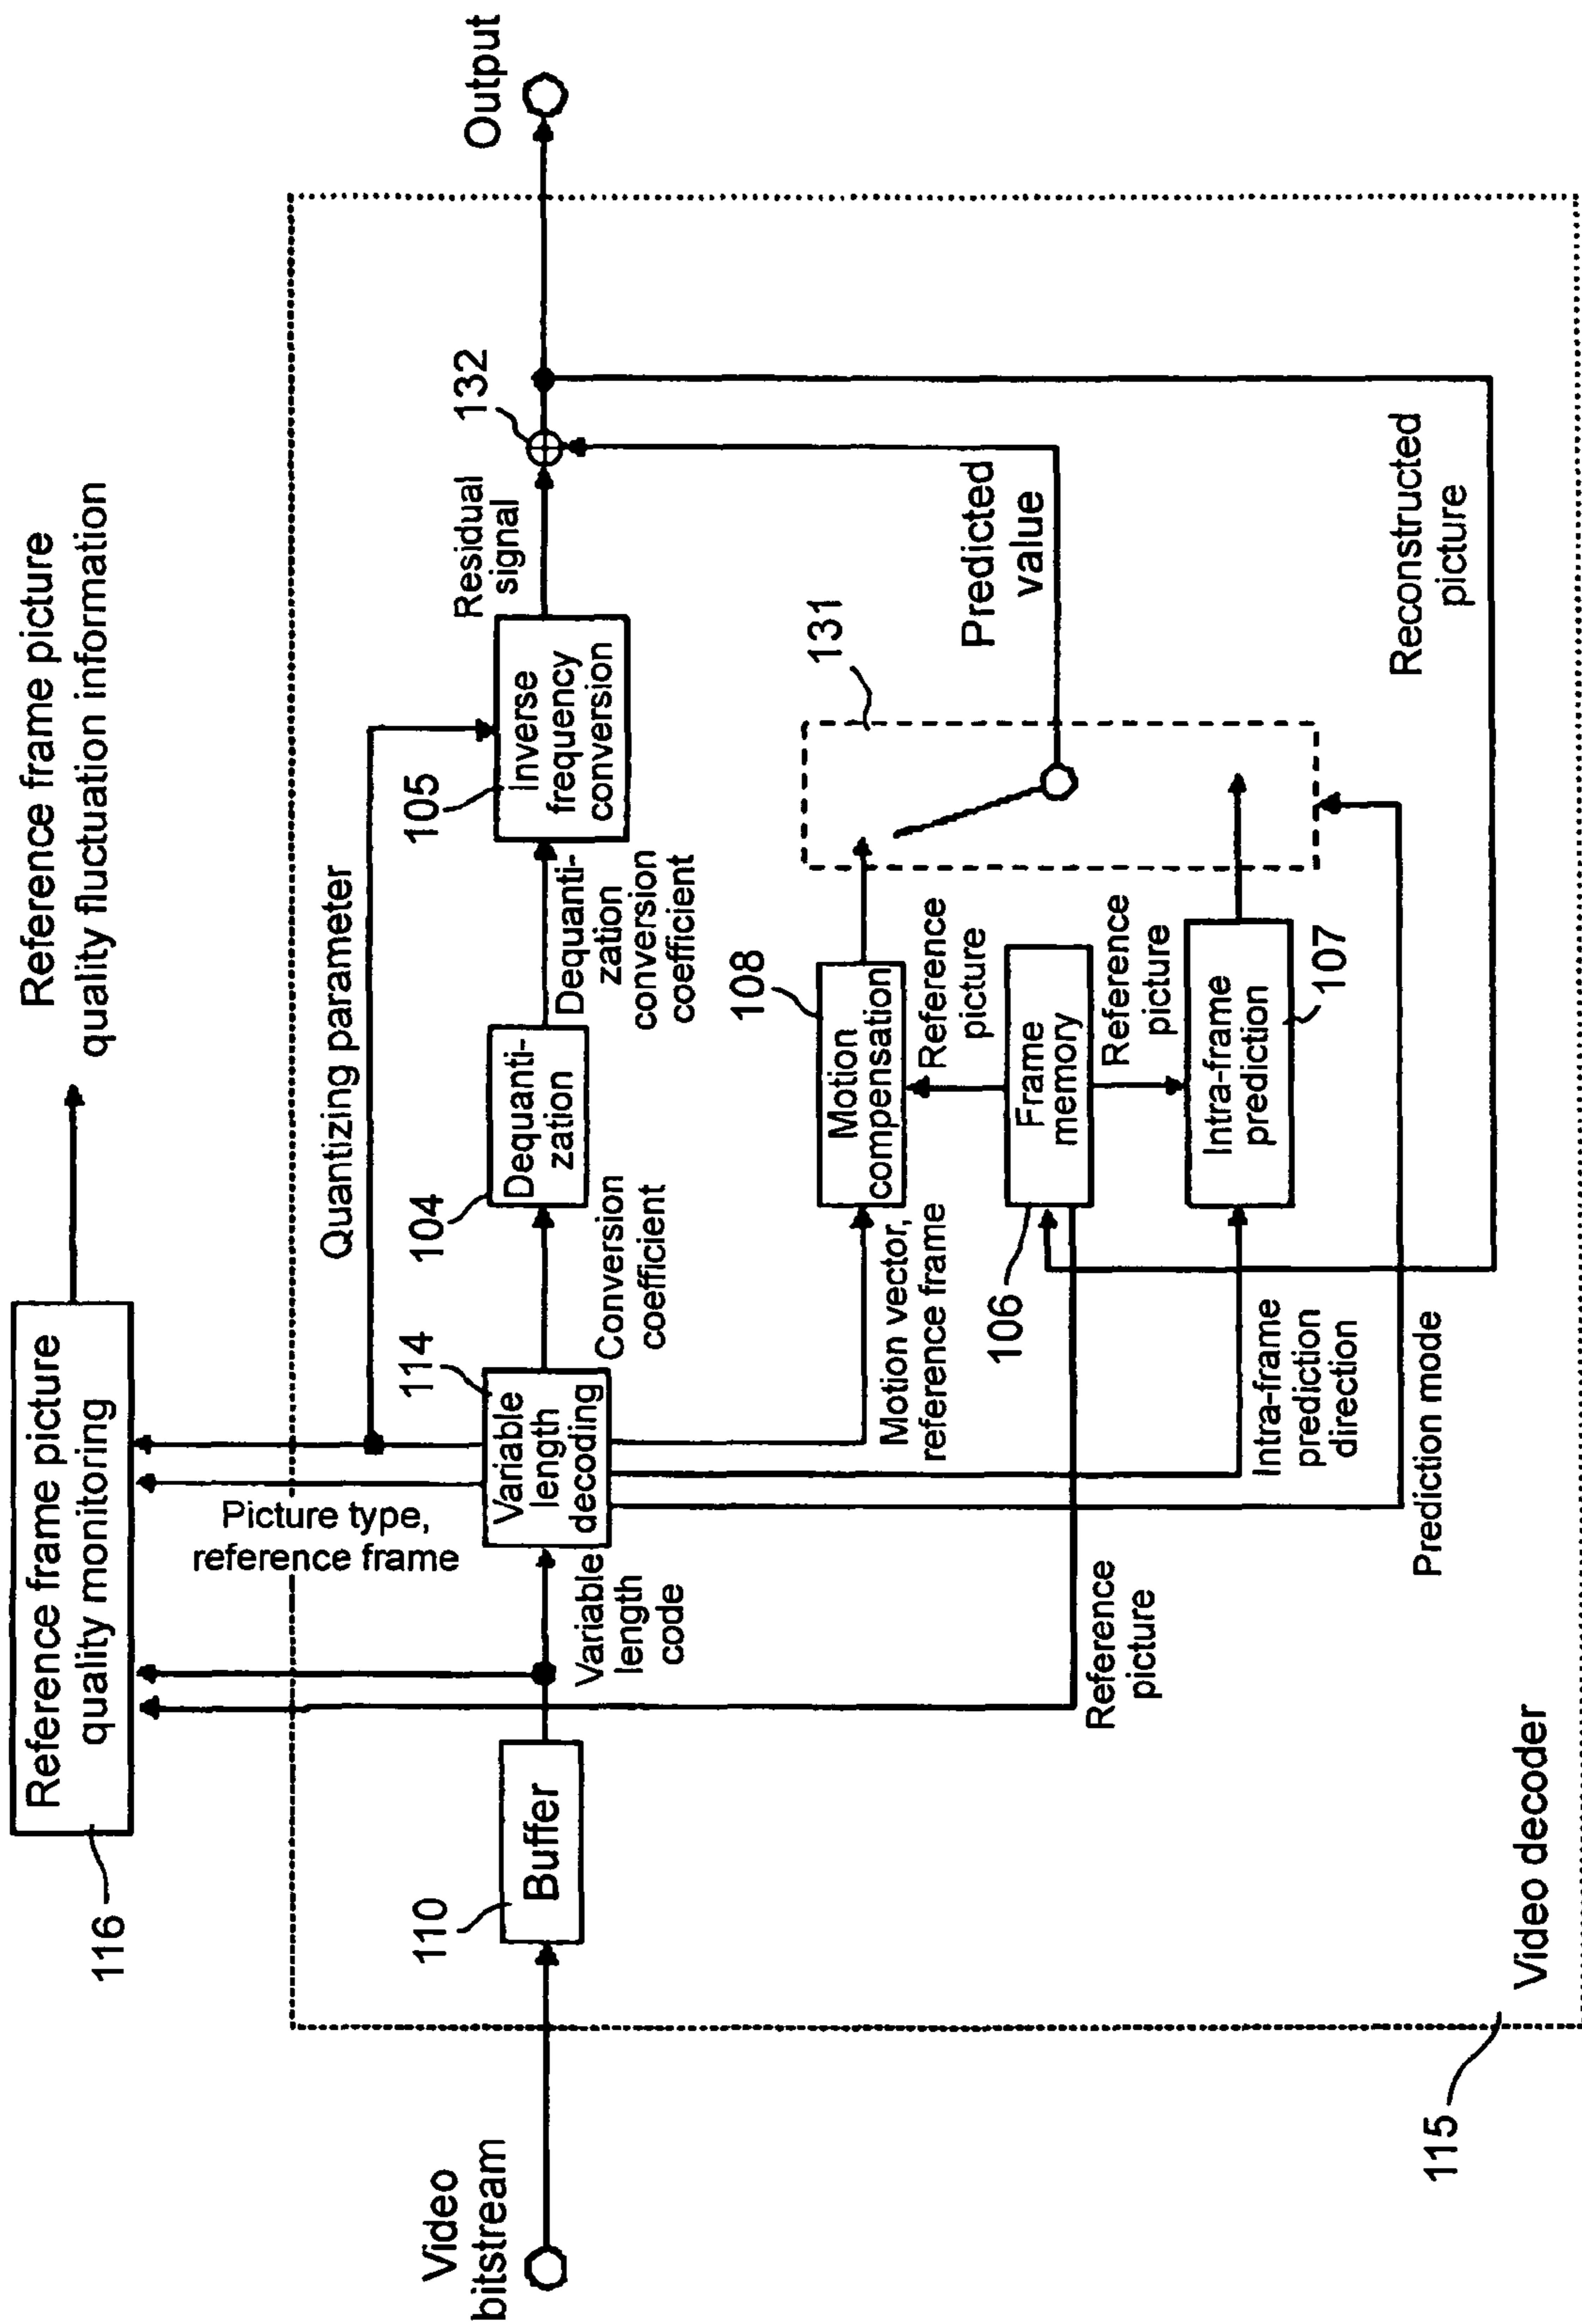 Reference frame picture
quality fluctuation information
Reference frame picture
quality monitoring
116
Quantizing parameter
Picture type,
reference frame
Output
Video
bitstream
110
Buffer
Variable
length
code
114
Variable
length
decoding
Conversion
coefficient
104
Dequanti-
zation
Dequanti-
zation
conversion
coefficient
105
Inverse
frequency
conversion
Residual
signal
132
Motion vector,
reference frame
108
Motion
compensation
Reference
picture
131
Predicted
value
106
Frame
memory
Reference
picture
Reference
picture
Intra-frame
prediction
direction
Intra-frame
prediction
107
Prediction mode
Reconstructed
picture
115
Video decoder